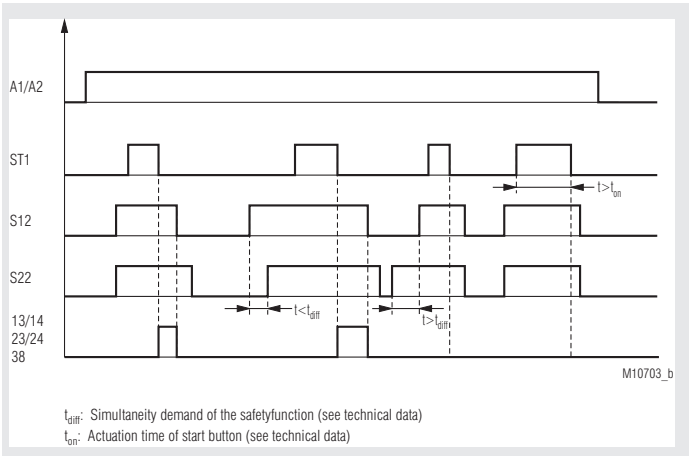 A1/A2
ST1
t>ton
S12
S22
t<tdiff
t>tdiff
13/14
23/24
38
M10703_b
tdiff: Simultaneity demand of the safetyfunction (see technical data)
ton: Actuation time of start button (see technical data)